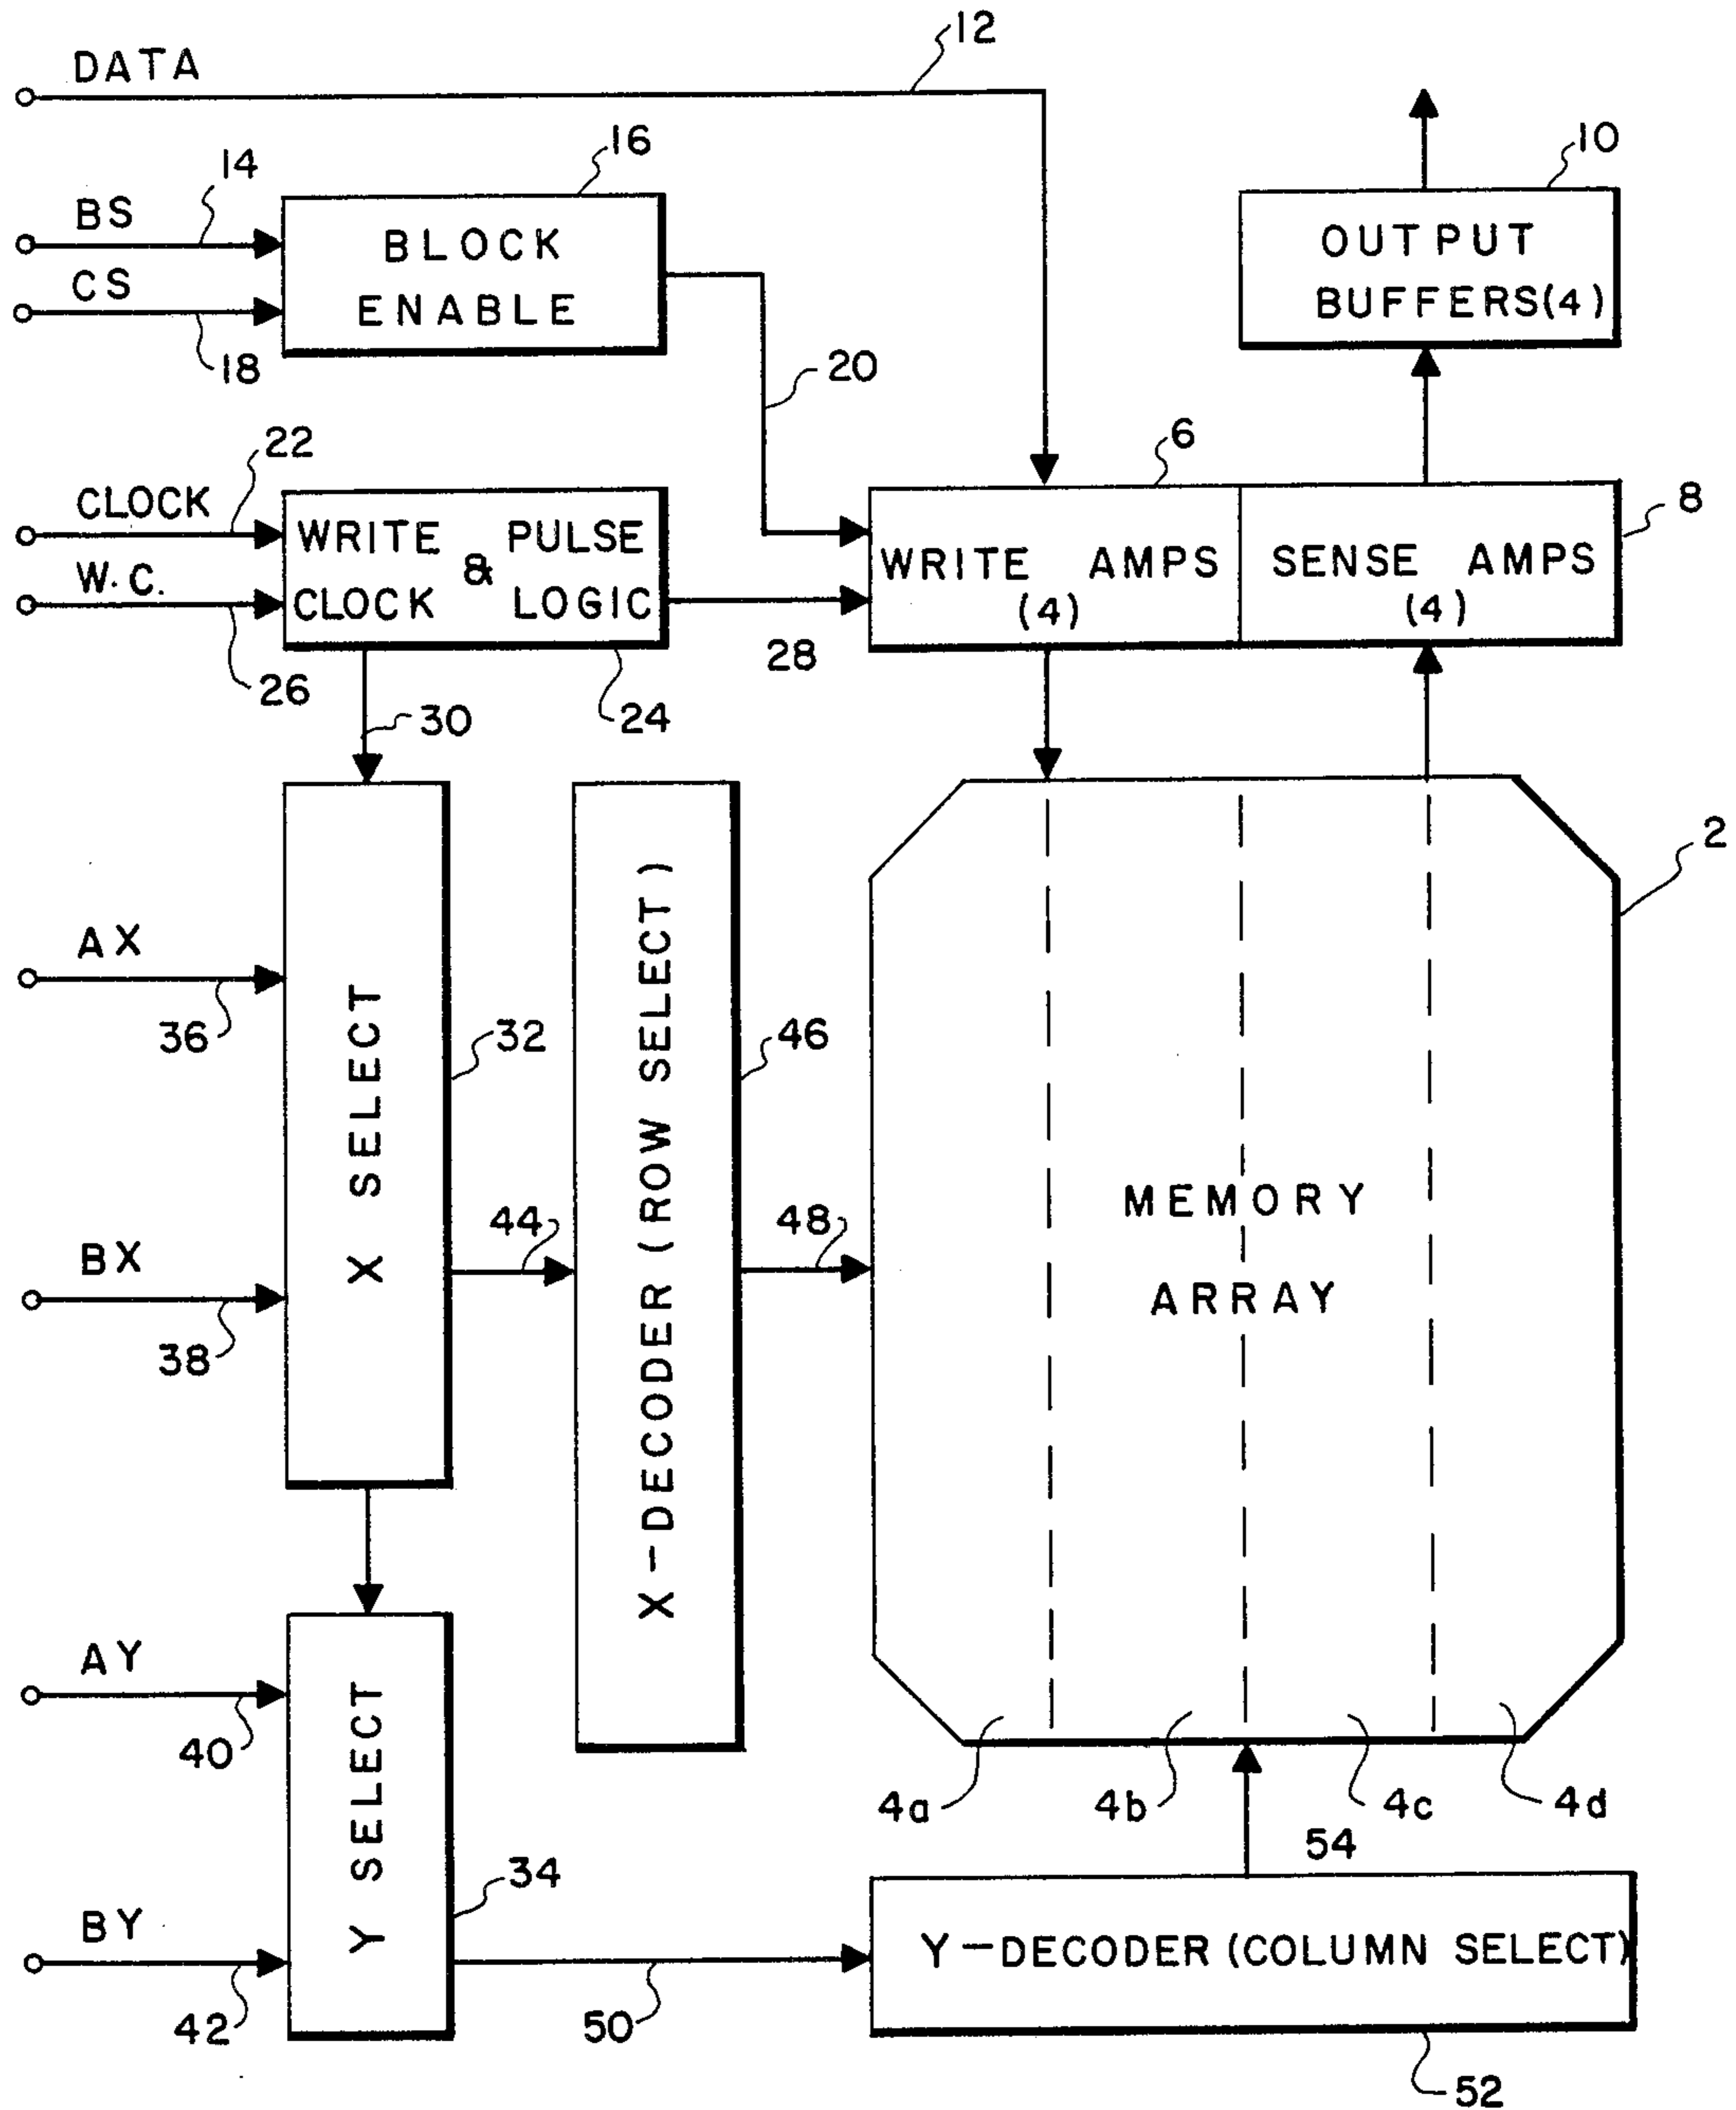 DATA
12
BS
14
CS
18
16
BLOCK
ENABLE
20
10
OUTPUT
BUFFERS(4)
CLOCK
22
W.C.
26
WRITE PULSE
&
CLOCK LOGIC
24
28
30
6
WRITE AMPS
(4)
SENSE AMPS
(4)
8
AX
36
BX
38
X SELECT
32
44
X-DECODER (ROW SELECT)
46
48
MEMORY
ARRAY
2
4a
4b
4c
4d
AY
40
BY
42
Y SELECT
34
50
54
Y-DECODER (COLUMN SELECT)
52